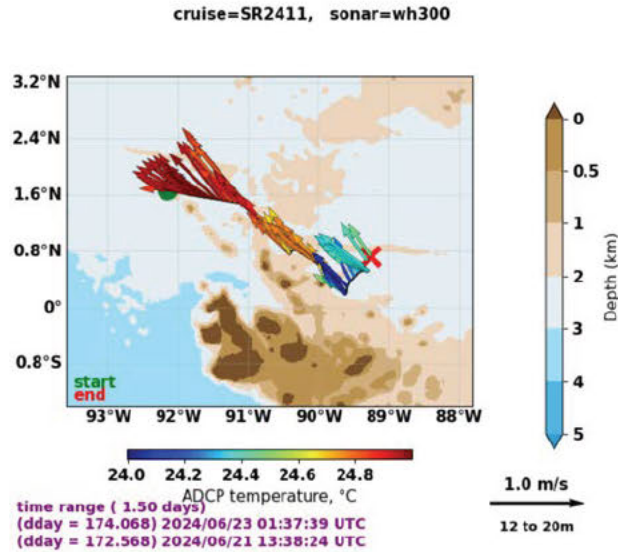 cruise=SR2411, sonar=wh300
3.2°N
2.4°N
1.6°N
0.8°N
0°
0.8°S
start
end
93°W 92°W 91°W 90°W 89°W 88°W
0
0.5
1
2
3
4
5
Depth (km)
24.0 24.2 24.4 24.6 24.8
ADCP temperature, °C
time range ( 1.50 days)
(dday = 174.068) 2024/06/23 01:37:39 UTC
(dday = 172.568) 2024/06/21 13:38:24 UTC
1.0 m/s
12 to 20m